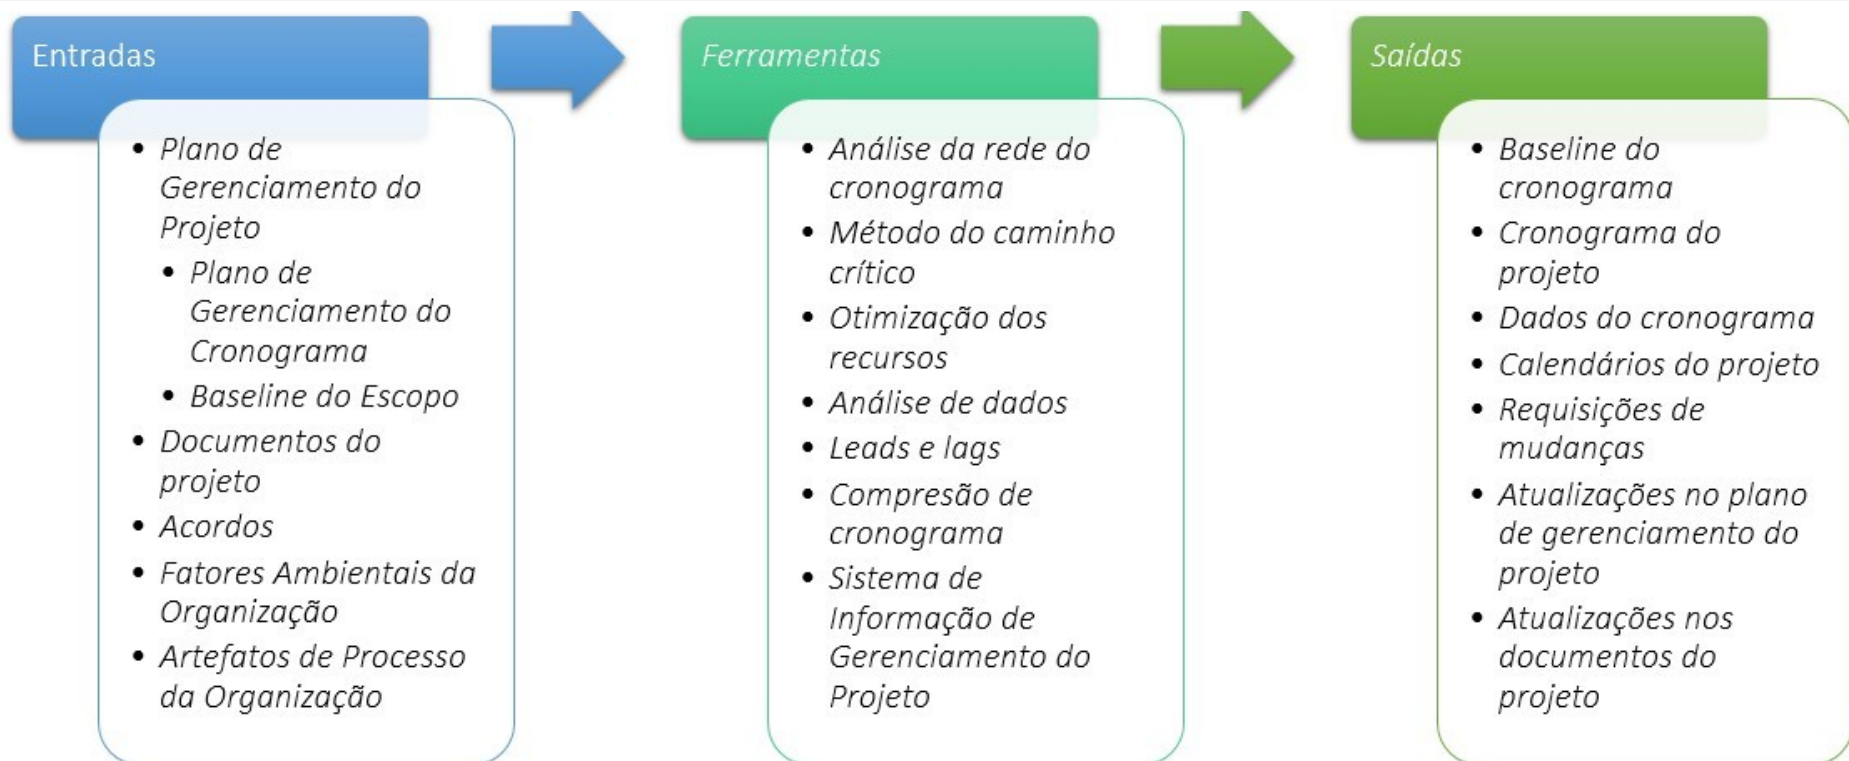 Entradas
• Plano de
Gerenciamento do
Projeto
• Plano de
Gerenciamento do
Cronograma
• Baseline do Escopo
• Documentos do
projeto
• Acordos
• Fatores Ambientais da
Organização
• Artefatos de Processo
da Organização
Ferramentas
• Análise da rede do
cronograma
• Método do caminho
crítico
• Otimização dos
recursos
• Análise de dados
• Leads e lags
• Compresão de
cronograma
• Sistema de
Informação de
Gerenciamento do
Projeto
Saídas
• Baseline do
cronograma
• Cronograma do
projeto
• Dados do cronograma
• Calendários do projeto
• Requisições de
mudanças
• Atualizações no plano
de gerenciamento do
projeto
• Atualizações nos
documentos do
projeto